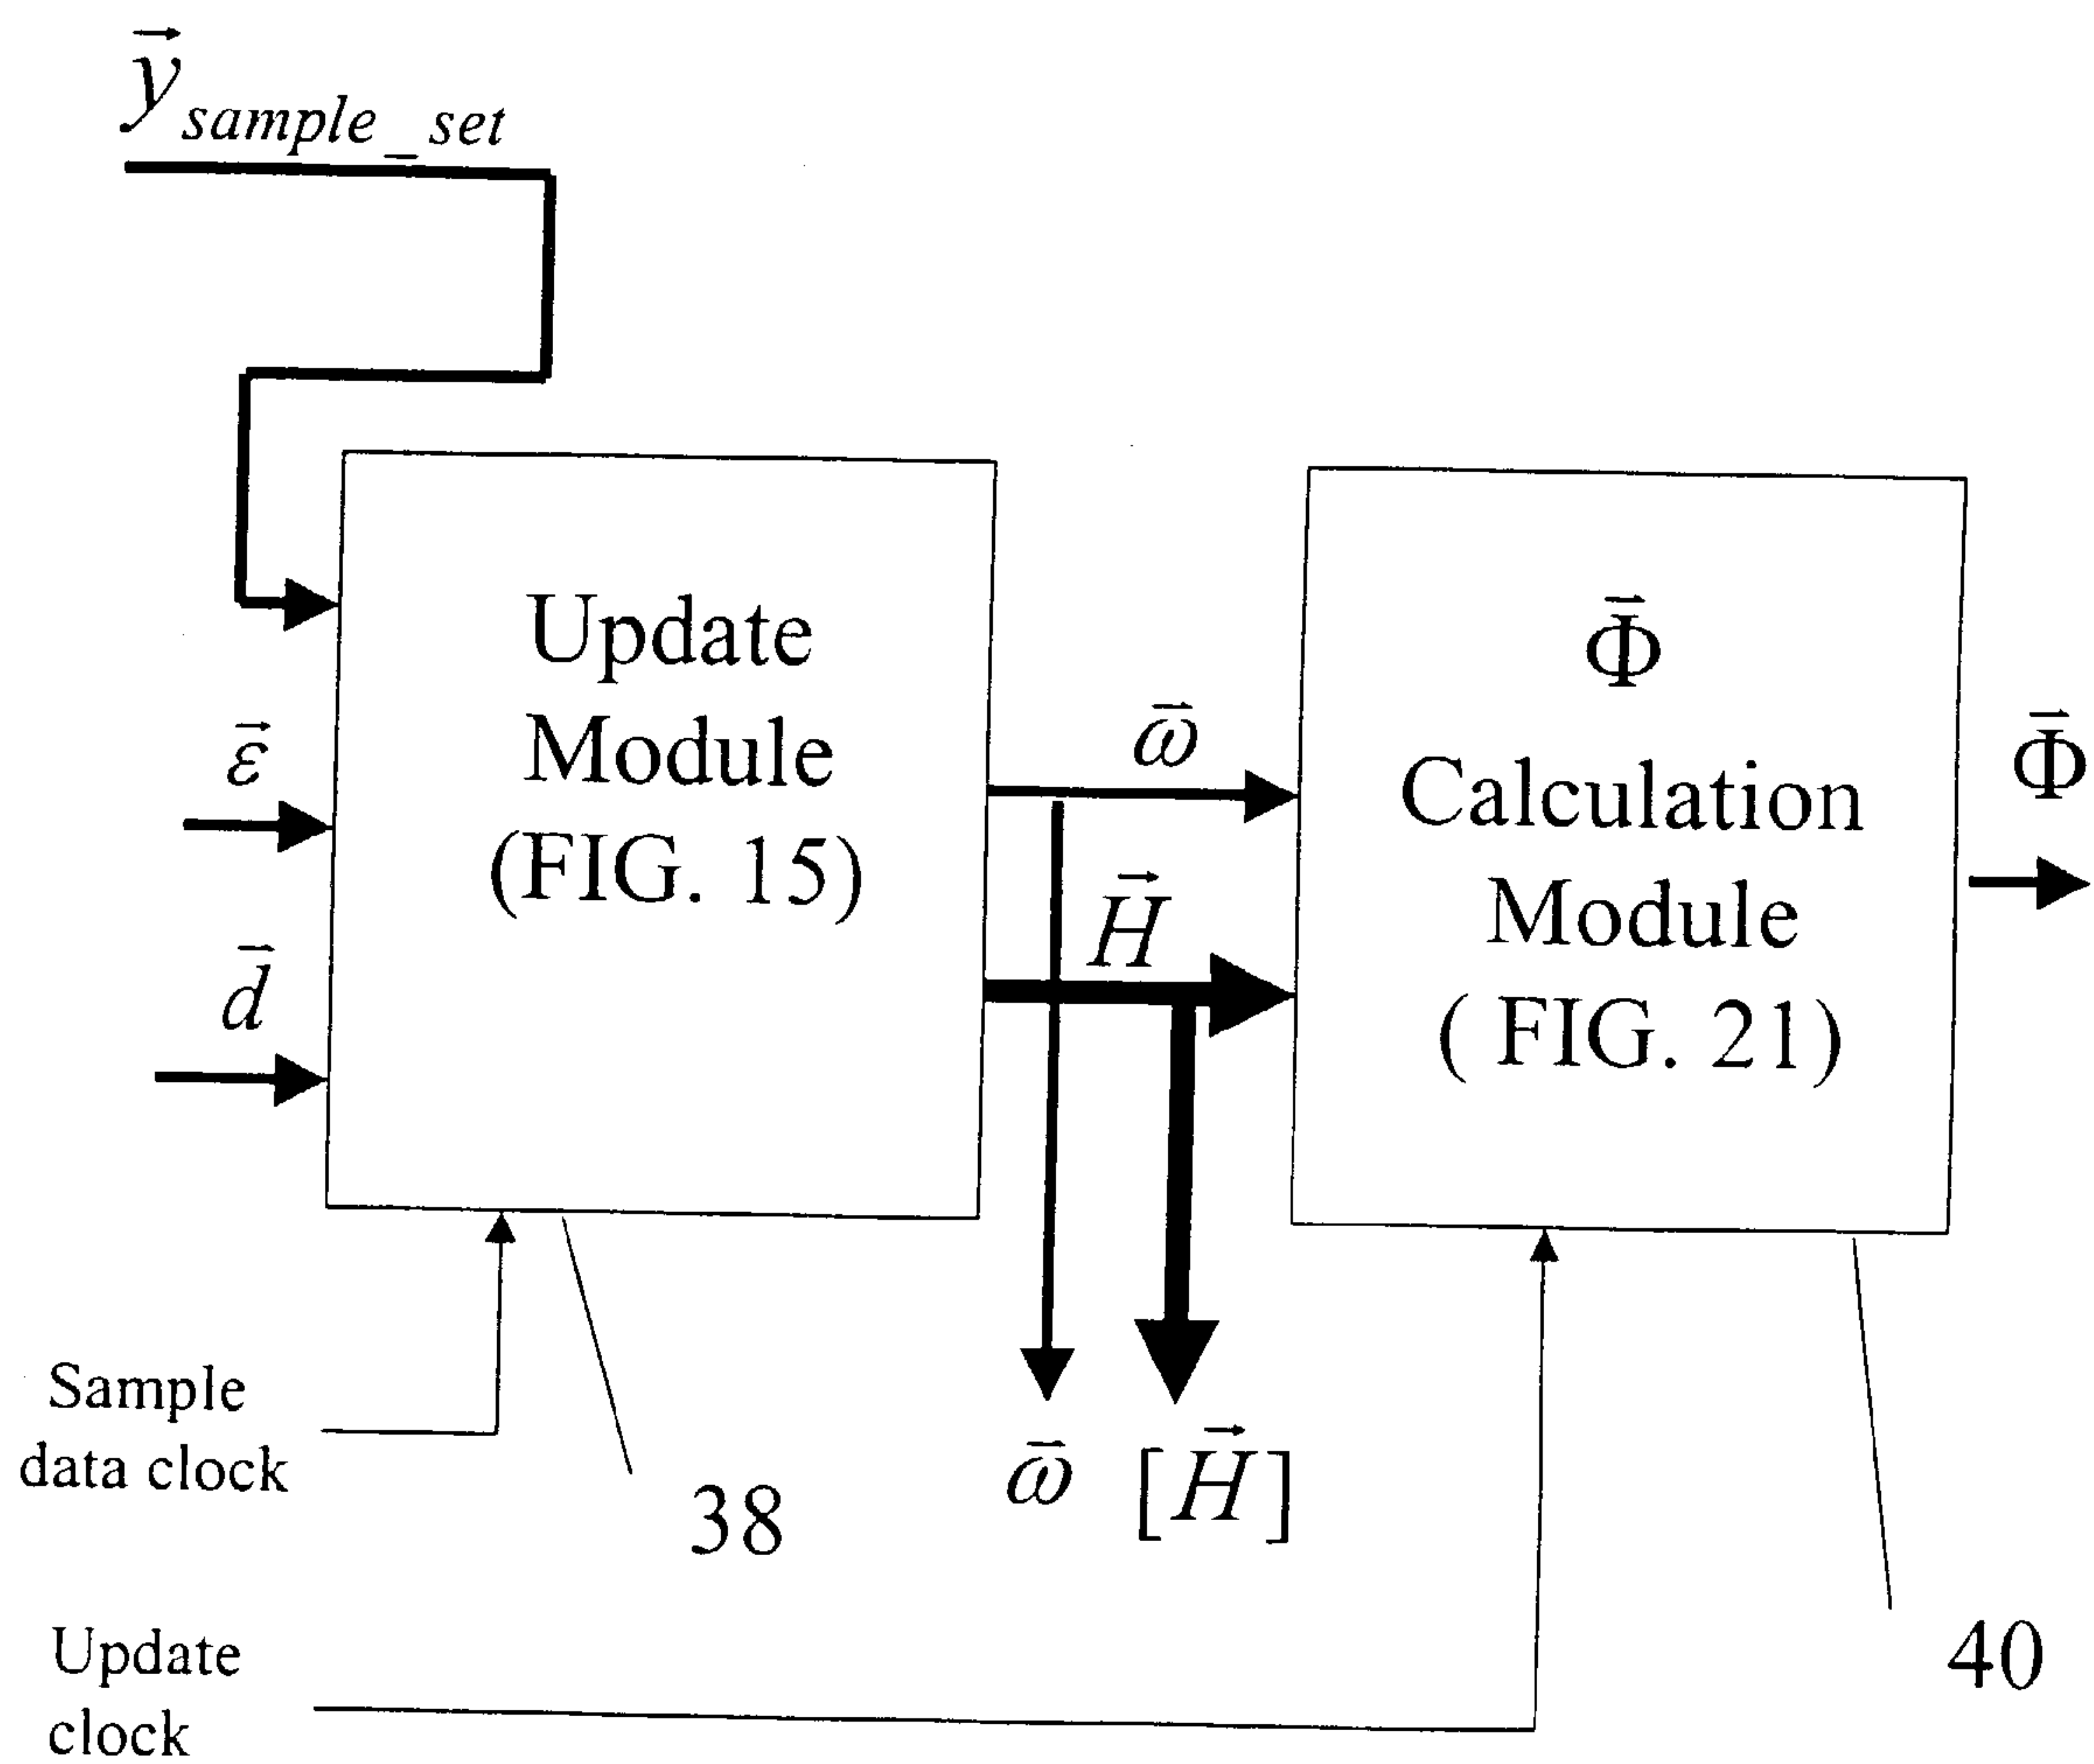 y⃗ sample_set
Update
Module
(FIG. 15)
ε⃗
d⃗
ω⃗
H⃗
Φ⃗
Calculation
Module
( FIG. 21)
Φ⃗
Sample
data clock
38
ω⃗ [H⃗]
Update
clock
40